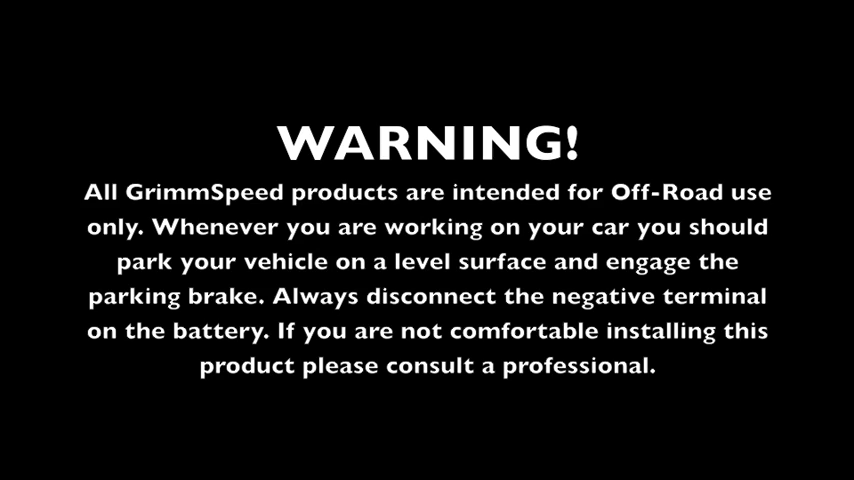 WARNING!
All GrimmSpeed products are intended for Off-Road use
only. Whenever you are working on your car you should
park your vehicle on a level surface and engage the
parking brake. Always disconnect the negative terminal
on the battery. If you are not comfortable installing this
product please consult a professional.